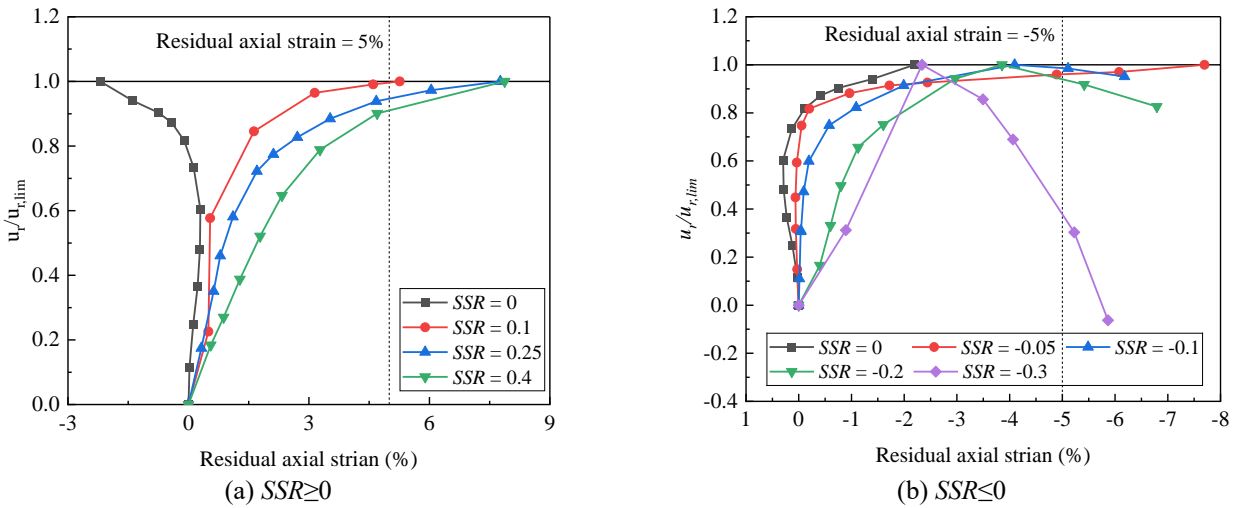 1.2
1.0
0.8
0.6
0.4
0.2
0.0
u_r/u_{r,lim}
Residual axial strain = 5%
SSR = 0
SSR = 0.1
SSR = 0.25
SSR = 0.4
-3 0 3 6 9
Residual axial strian (%)
(a) SSR≥0
1.2
1.0
0.8
0.6
0.4
0.2
0.0
-0.2
-0.4
u_r/u_{r,lim}
Residual axial strain = -5%
SSR = 0 SSR = -0.05 SSR = -0.1
SSR = -0.2 SSR = -0.3
1 0 -1 -2 -3 -4 -5 -6 -7 -8
Residual axial strian (%)
(b) SSR≤0